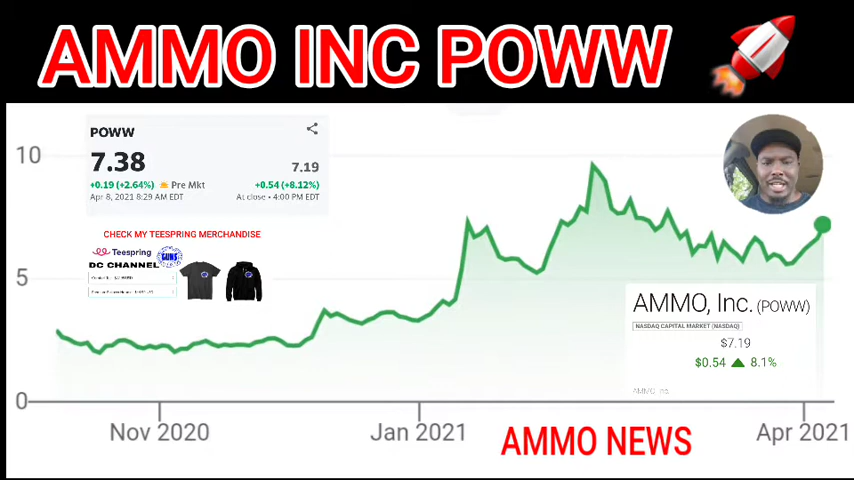 AMMO INC POWW
POWW
7.38
7.19
+0.19 (+2.64%) Pre Mkt
+0.54 (+8.12%)
Apr 8, 2021 8:29 AM EDT
At close • 4:00 PM EDT
CHECK MY TEESPRING MERCHANDISE
Teespring
GUNS
DC CHANNEL
10
5
0
AMMO, Inc. (POWW)
NASDAQ CAPITAL MARKET (NASDAQ)
$7.19
$0.54 ▲ 8.1%
AMMO, Inc.
Nov 2020
Jan 2021
Apr 2021
AMMO NEWS